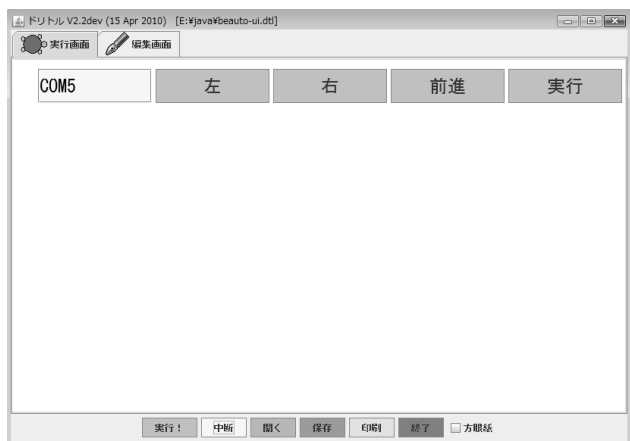 ドリトル V2.2dev (15 Apr 2010) [E:¥java¥beauto-ui.dtl]
実行画面 編集画面
COM5 左 右 前進 実行
実行！ 中断 開く 保存 印刷 終了 方眼紙